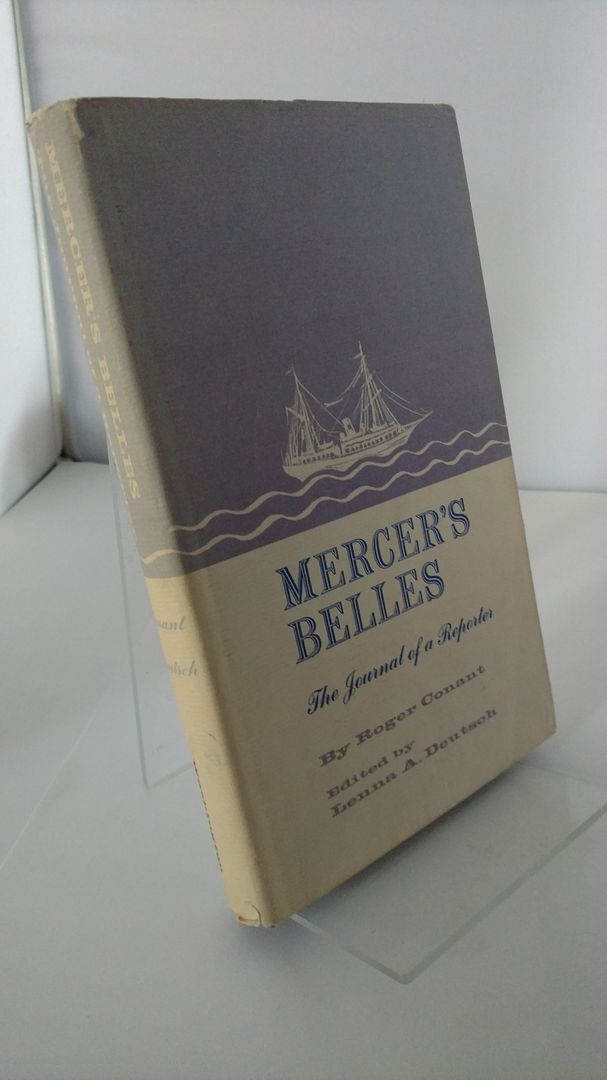 MERCER'S
BELLES
The Journal of a Reporter
By Roger Conant
Edited by
Lenna A. Deutsch
MERCER'S BELLES